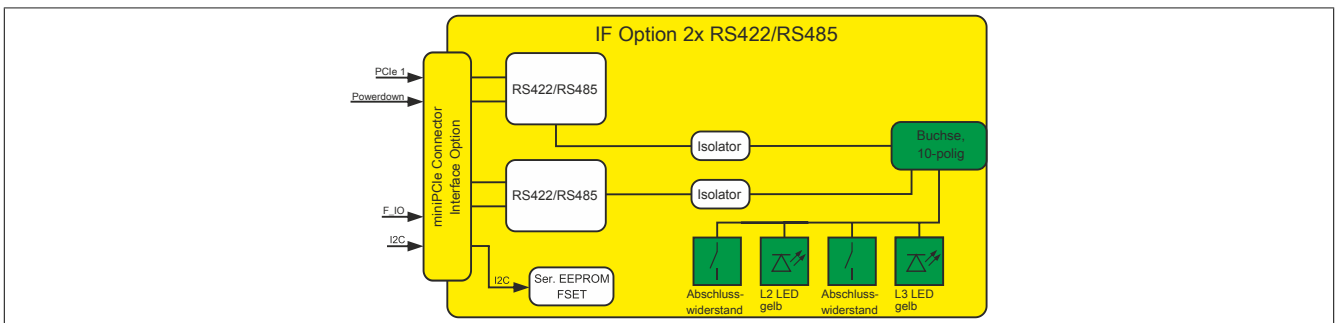 IF Option 2x RS422/RS485
PCIe 1
Powerdown
F_IO
I2C
miniPCIe Connector
Interface Option
RS422/RS485
RS422/RS485
Isolator
Isolator
Buchse,
10-polig
I2C
Ser. EEPROM
FSET
Abschluss-
widerstand
L2 LED
gelb
Abschluss-
widerstand
L3 LED
gelb